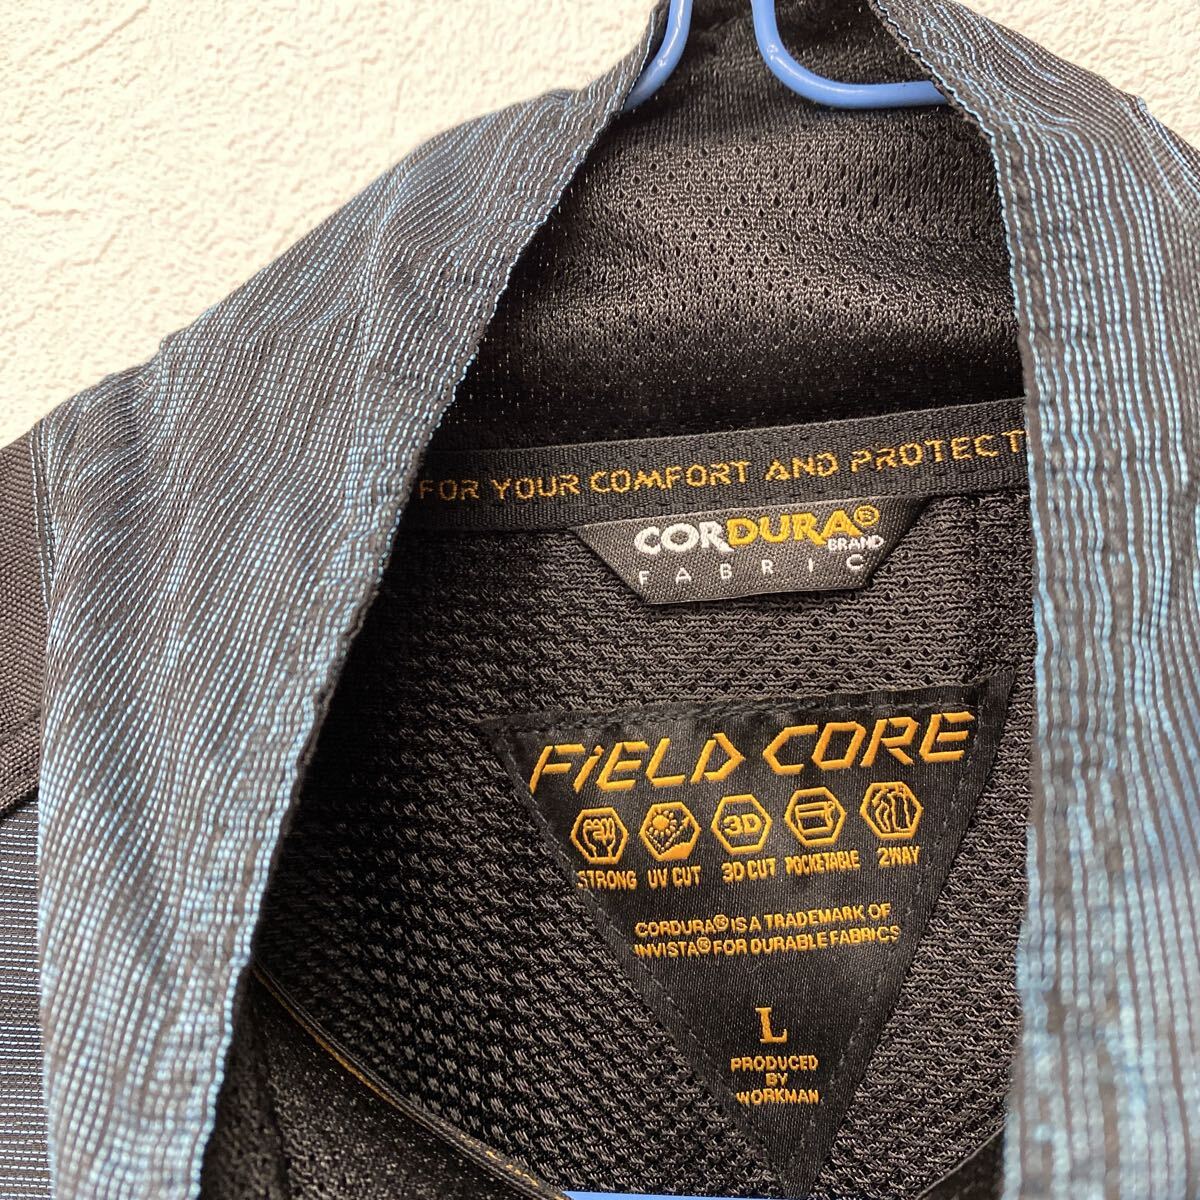 FOR YOUR COMFORT AND PROTECT
CORDURA®
BRAND
FABRIC
FiELD CORE
3D
STRONG UV CUT 3D CUT POCKETABLE 2WAY
CORDURA® IS A TRADEMARK OF
INVISTA® FOR DURABLE FABRICS
L
PRODUCED
BY
WORKMAN